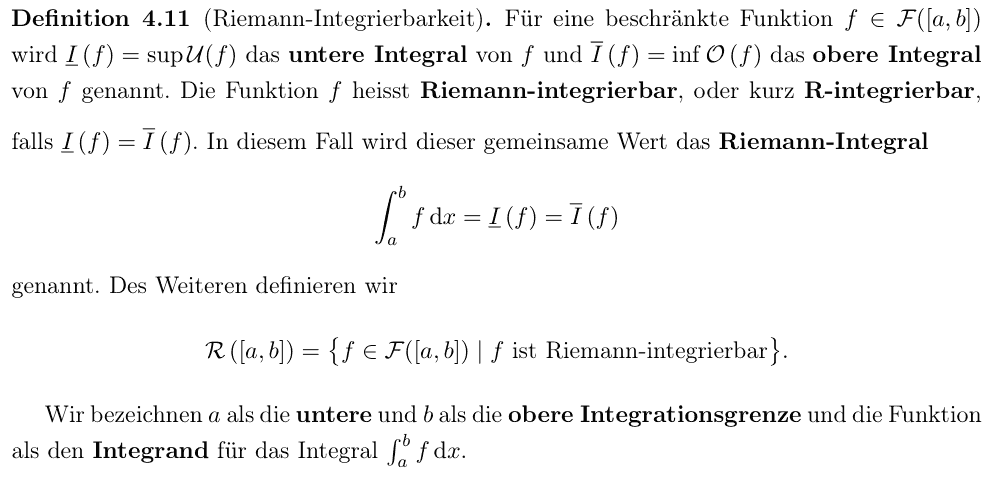 Definition 4.11 (Riemann-Integrierbarkeit). Für eine beschränkte Funktion f ∈ ℱ([a, b])
wird I̲ (f) = sup 𝒰(f) das untere Integral von f und I̅ (f) = inf 𝒪 (f) das obere Integral
von f genannt. Die Funktion f heisst Riemann-integrierbar, oder kurz R-integrierbar,
falls I̲ (f) = I̅ (f). In diesem Fall wird dieser gemeinsame Wert das Riemann-Integral
∫_a^b f dx = I̲ (f) = I̅ (f)
genannt. Des Weiteren definieren wir
ℛ ([a, b]) = {f ∈ ℱ([a, b]) | f ist Riemann-integrierbar}.
Wir bezeichnen a als die untere und b als die obere Integrationsgrenze und die Funktion
als den Integrand für das Integral ∫_a^b f dx.